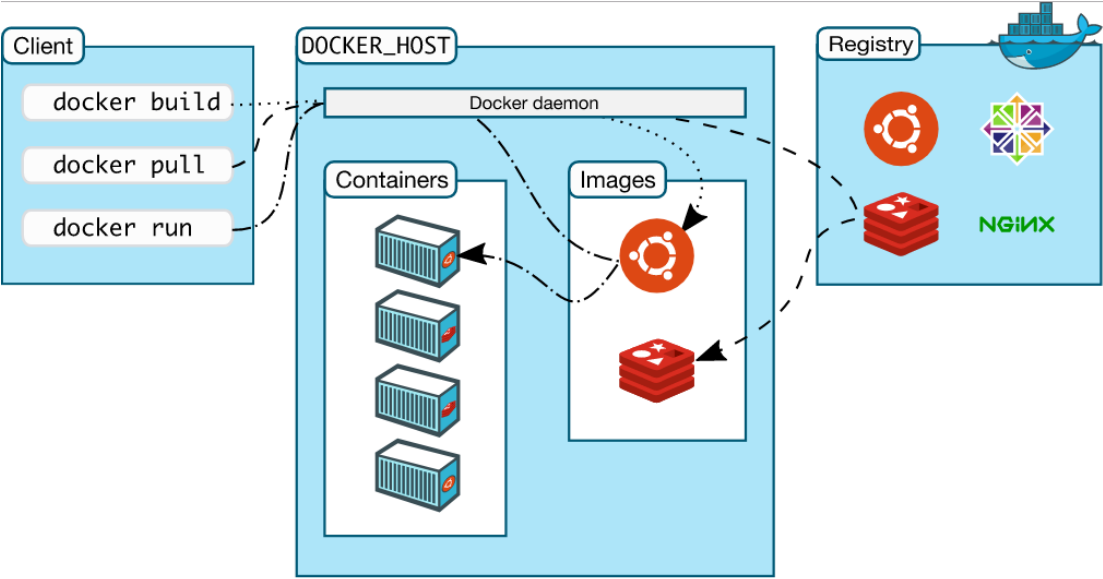 Client
docker build
docker pull
docker run
DOCKER_HOST
Docker daemon
Containers
Images
Registry
NGiNX